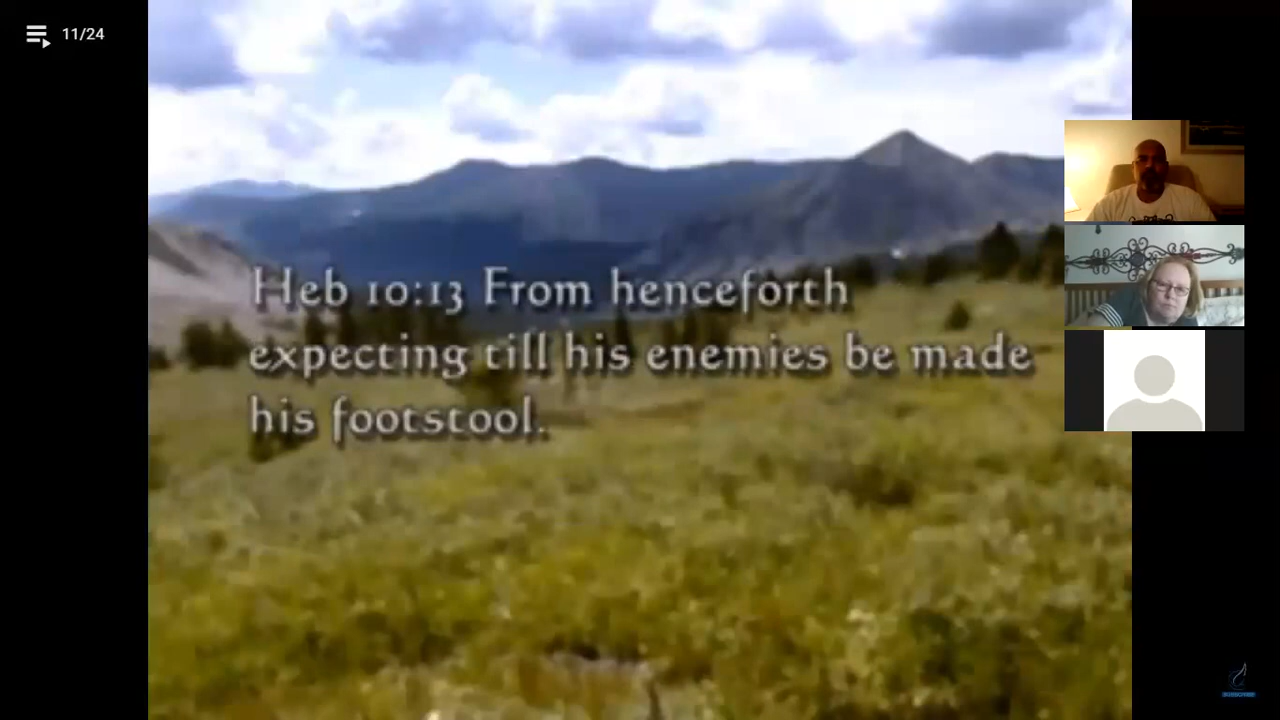 11/24
Heb 10:13 From henceforth
expecting till his enemies be made
his footstool.